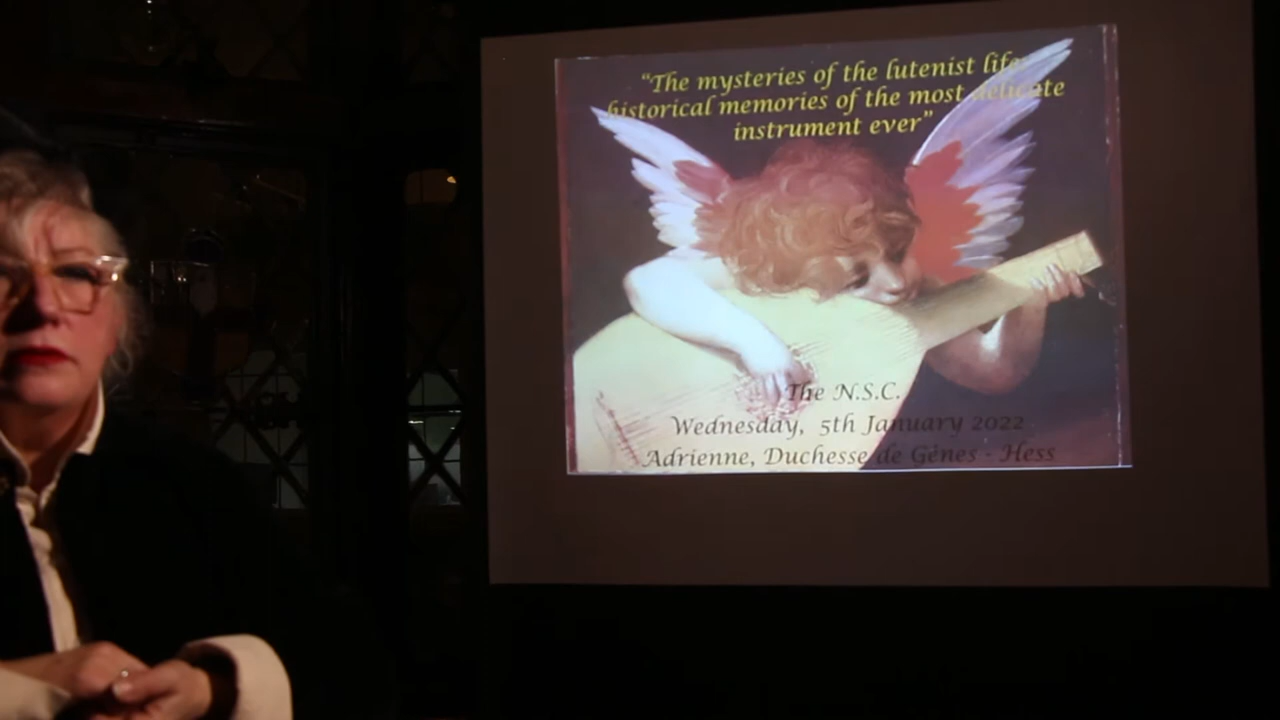 "The mysteries of the lutenist life
historical memories of the most delicate
instrument ever"
The N.S.C.
Wednesday, 5th January 2022
Adrienne, Duchesse de Gênes - Hess